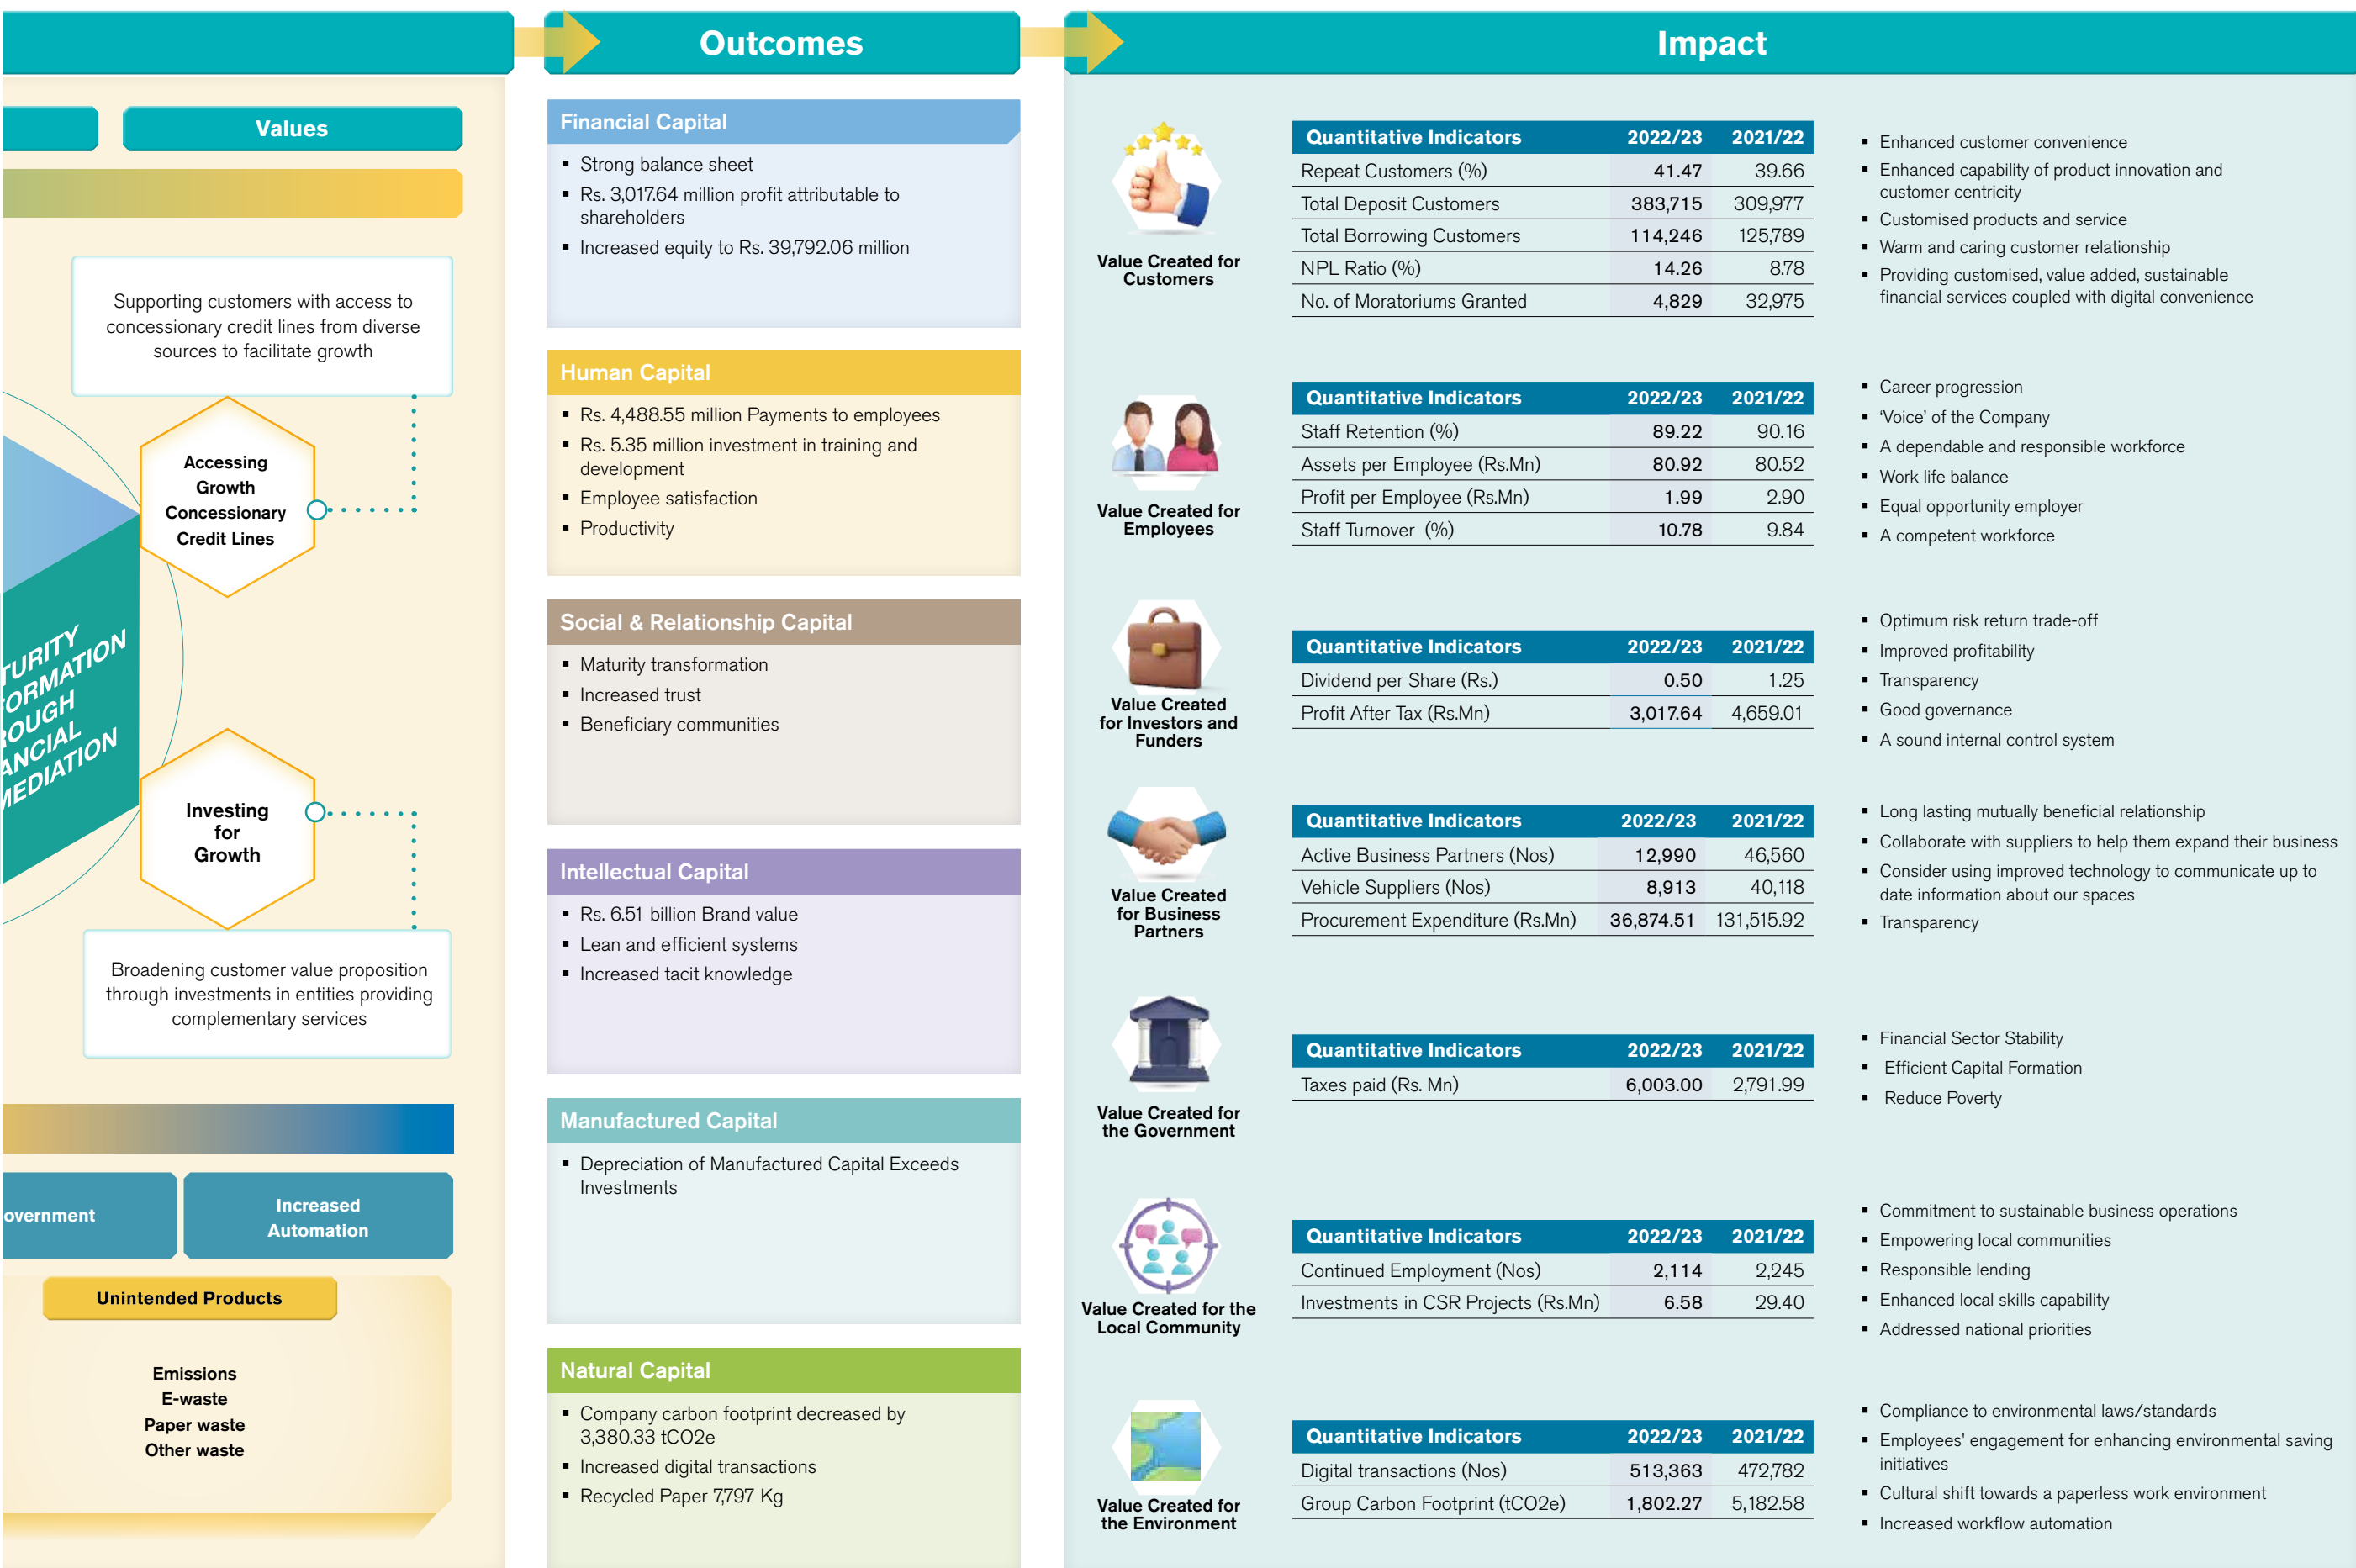 Values
Supporting customers with access to
concessionary credit lines from diverse
sources to facilitate growth
Accessing
Growth
Concessionary
Credit Lines
Investing
for
Growth
Broadening customer value proposition
through investments in entities providing
complementary services
Increased
Automation
Unintended Products
Emissions
E-waste
Paper waste
Other waste
Outcomes
Financial Capital
▪ Strong balance sheet
▪ Rs. 3,017.64 million profit attributable to
shareholders
▪ Increased equity to Rs. 39,792.06 million
Human Capital
▪ Rs. 4,488.55 million Payments to employees
▪ Rs. 5.35 million investment in training and
development
▪ Employee satisfaction
▪ Productivity
Social & Relationship Capital
▪ Maturity transformation
▪ Increased trust
▪ Beneficiary communities
Intellectual Capital
▪ Rs. 6.51 billion Brand value
▪ Lean and efficient systems
▪ Increased tacit knowledge
Manufactured Capital
▪ Depreciation of Manufactured Capital Exceeds
Investments
Natural Capital
▪ Company carbon footprint decreased by
3,380.33 tCO2e
▪ Increased digital transactions
▪ Recycled Paper 7,797 Kg
Impact
Value Created for
Customers
Quantitative Indicators 2022/23 2021/22
Repeat Customers (%) 41.47 39.66
Total Deposit Customers 383,715 309,977
Total Borrowing Customers 114,246 125,789
NPL Ratio (%) 14.26 8.78
No. of Moratoriums Granted 4,829 32,975
▪ Enhanced customer convenience
▪ Enhanced capability of product innovation and
customer centricity
▪ Customised products and service
▪ Warm and caring customer relationship
▪ Providing customised, value added, sustainable
financial services coupled with digital convenience
Value Created for
Employees
Quantitative Indicators 2022/23 2021/22
Staff Retention (%) 89.22 90.16
Assets per Employee (Rs.Mn) 80.92 80.52
Profit per Employee (Rs.Mn) 1.99 2.90
Staff Turnover (%) 10.78 9.84
▪ Career progression
▪ ‘Voice’ of the Company
▪ A dependable and responsible workforce
▪ Work life balance
▪ Equal opportunity employer
▪ A competent workforce
Value Created
for Investors and
Funders
Quantitative Indicators 2022/23 2021/22
Dividend per Share (Rs.) 0.50 1.25
Profit After Tax (Rs.Mn) 3,017.64 4,659.01
▪ Optimum risk return trade-off
▪ Improved profitability
▪ Transparency
▪ Good governance
▪ A sound internal control system
Value Created
for Business
Partners
Quantitative Indicators 2022/23 2021/22
Active Business Partners (Nos) 12,990 46,560
Vehicle Suppliers (Nos) 8,913 40,118
Procurement Expenditure (Rs.Mn) 36,874.51 131,515.92
▪ Long lasting mutually beneficial relationship
▪ Collaborate with suppliers to help them expand their business
▪ Consider using improved technology to communicate up to
date information about our spaces
▪ Transparency
Value Created for
the Government
Quantitative Indicators 2022/23 2021/22
Taxes paid (Rs. Mn) 6,003.00 2,791.99
▪ Financial Sector Stability
▪ Efficient Capital Formation
▪ Reduce Poverty
Value Created for the
Local Community
Quantitative Indicators 2022/23 2021/22
Continued Employment (Nos) 2,114 2,245
Investments in CSR Projects (Rs.Mn) 6.58 29.40
▪ Commitment to sustainable business operations
▪ Empowering local communities
▪ Responsible lending
▪ Enhanced local skills capability
▪ Addressed national priorities
Value Created for
the Environment
Quantitative Indicators 2022/23 2021/22
Digital transactions (Nos) 513,363 472,782
Group Carbon Footprint (tCO2e) 1,802.27 5,182.58
▪ Compliance to environmental laws/standards
▪ Employees' engagement for enhancing environmental saving
initiatives
▪ Cultural shift towards a paperless work environment
▪ Increased workflow automation